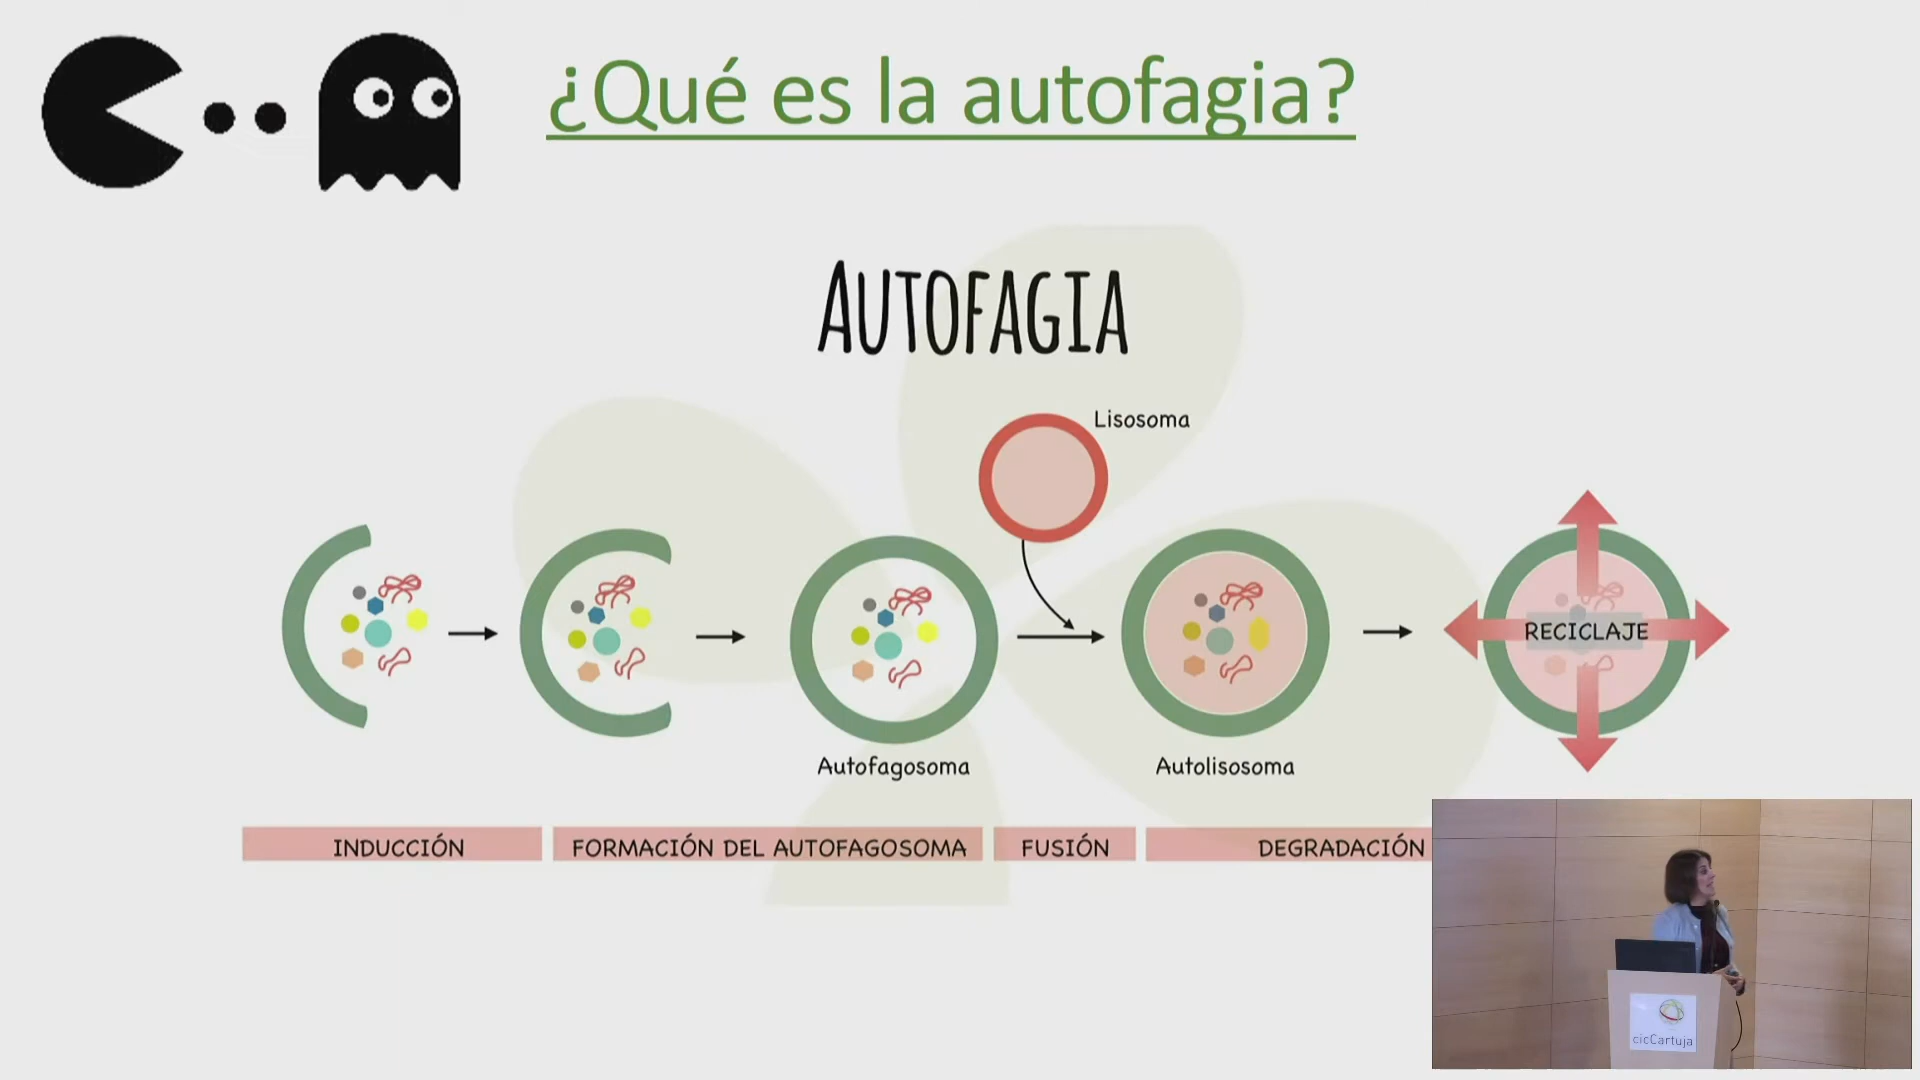 ¿Qué es la autofagia?
AUTOFAGIA
Lisosoma
RECICLAJE
Autofagosoma
Autolisosoma
INDUCCIÓN
FORMACIÓN DEL AUTOFAGOSOMA
FUSIÓN
DEGRADACIÓN
cicCartuja